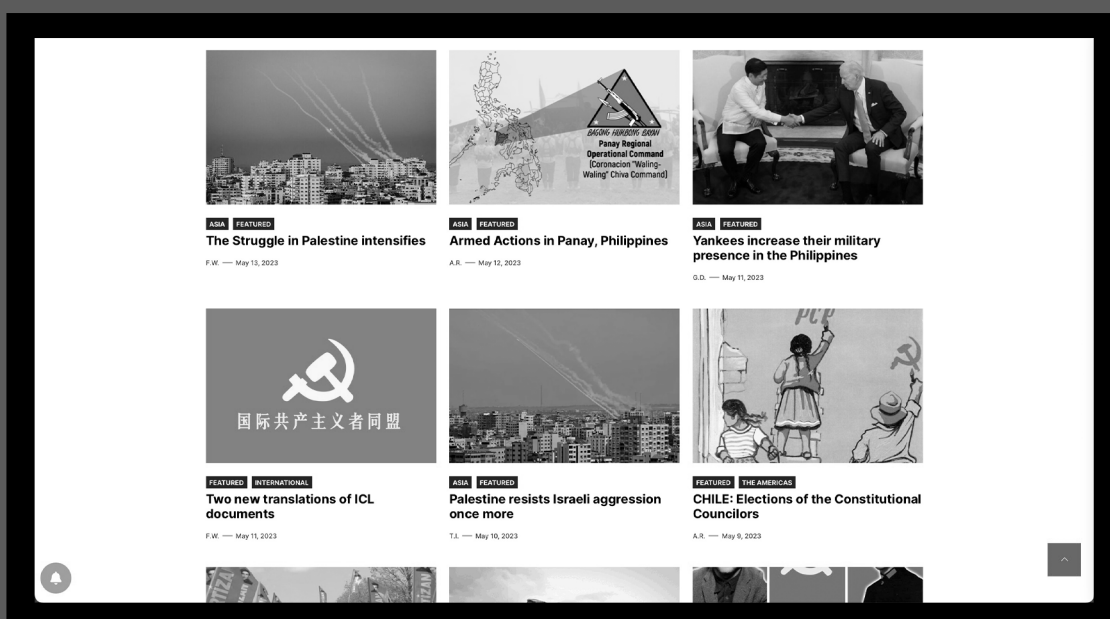 BAGONG HUKBONG BAYAN
Panay Regional
Operational Command
(Coronacion "Waling-
Waling" Chiva Command)
ASIA FEATURED
The Struggle in Palestine intensifies
F.W. — May 13, 2023
ASIA FEATURED
Armed Actions in Panay, Philippines
A.R. — May 12, 2023
ASIA FEATURED
Yankees increase their military
presence in the Philippines
G.D. — May 11, 2023
国际共产主义者同盟
PCP
FEATURED INTERNATIONAL
Two new translations of ICL
documents
F.W. — May 11, 2023
ASIA FEATURED
Palestine resists Israeli aggression
once more
T.I. — May 10, 2023
FEATURED THE AMERICAS
CHILE: Elections of the Constitutional
Councilors
A.R. — May 9, 2023